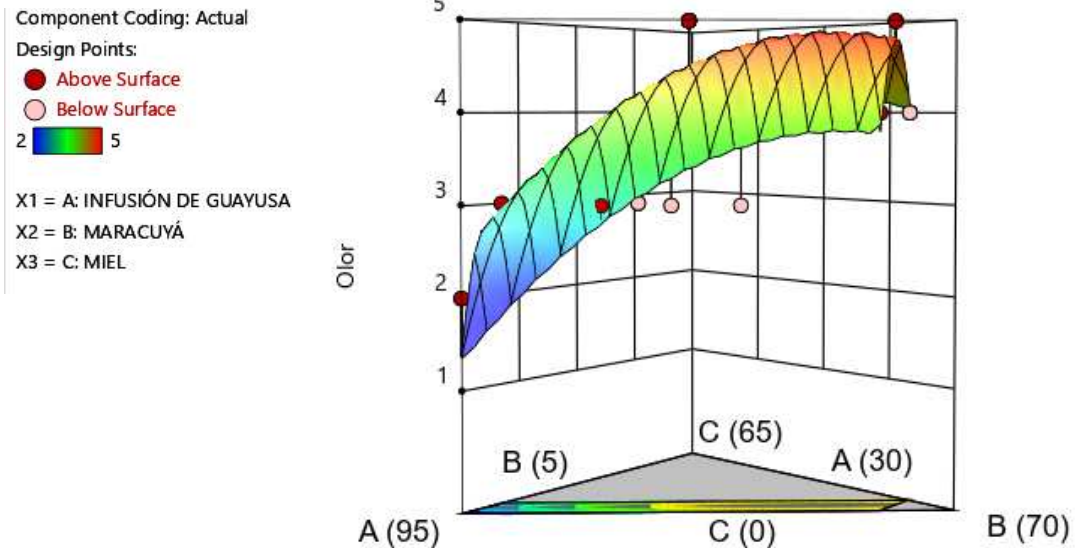 Component Coding: Actual
Design Points:
Above Surface
Below Surface
2 5
X1 = A: INFUSIÓN DE GUAYUSA
X2 = B: MARACUYÁ
X3 = C: MIEL
5
4
3
2
1
Olor
C (65)
B (5) A (30)
A (95) C (0) B (70)